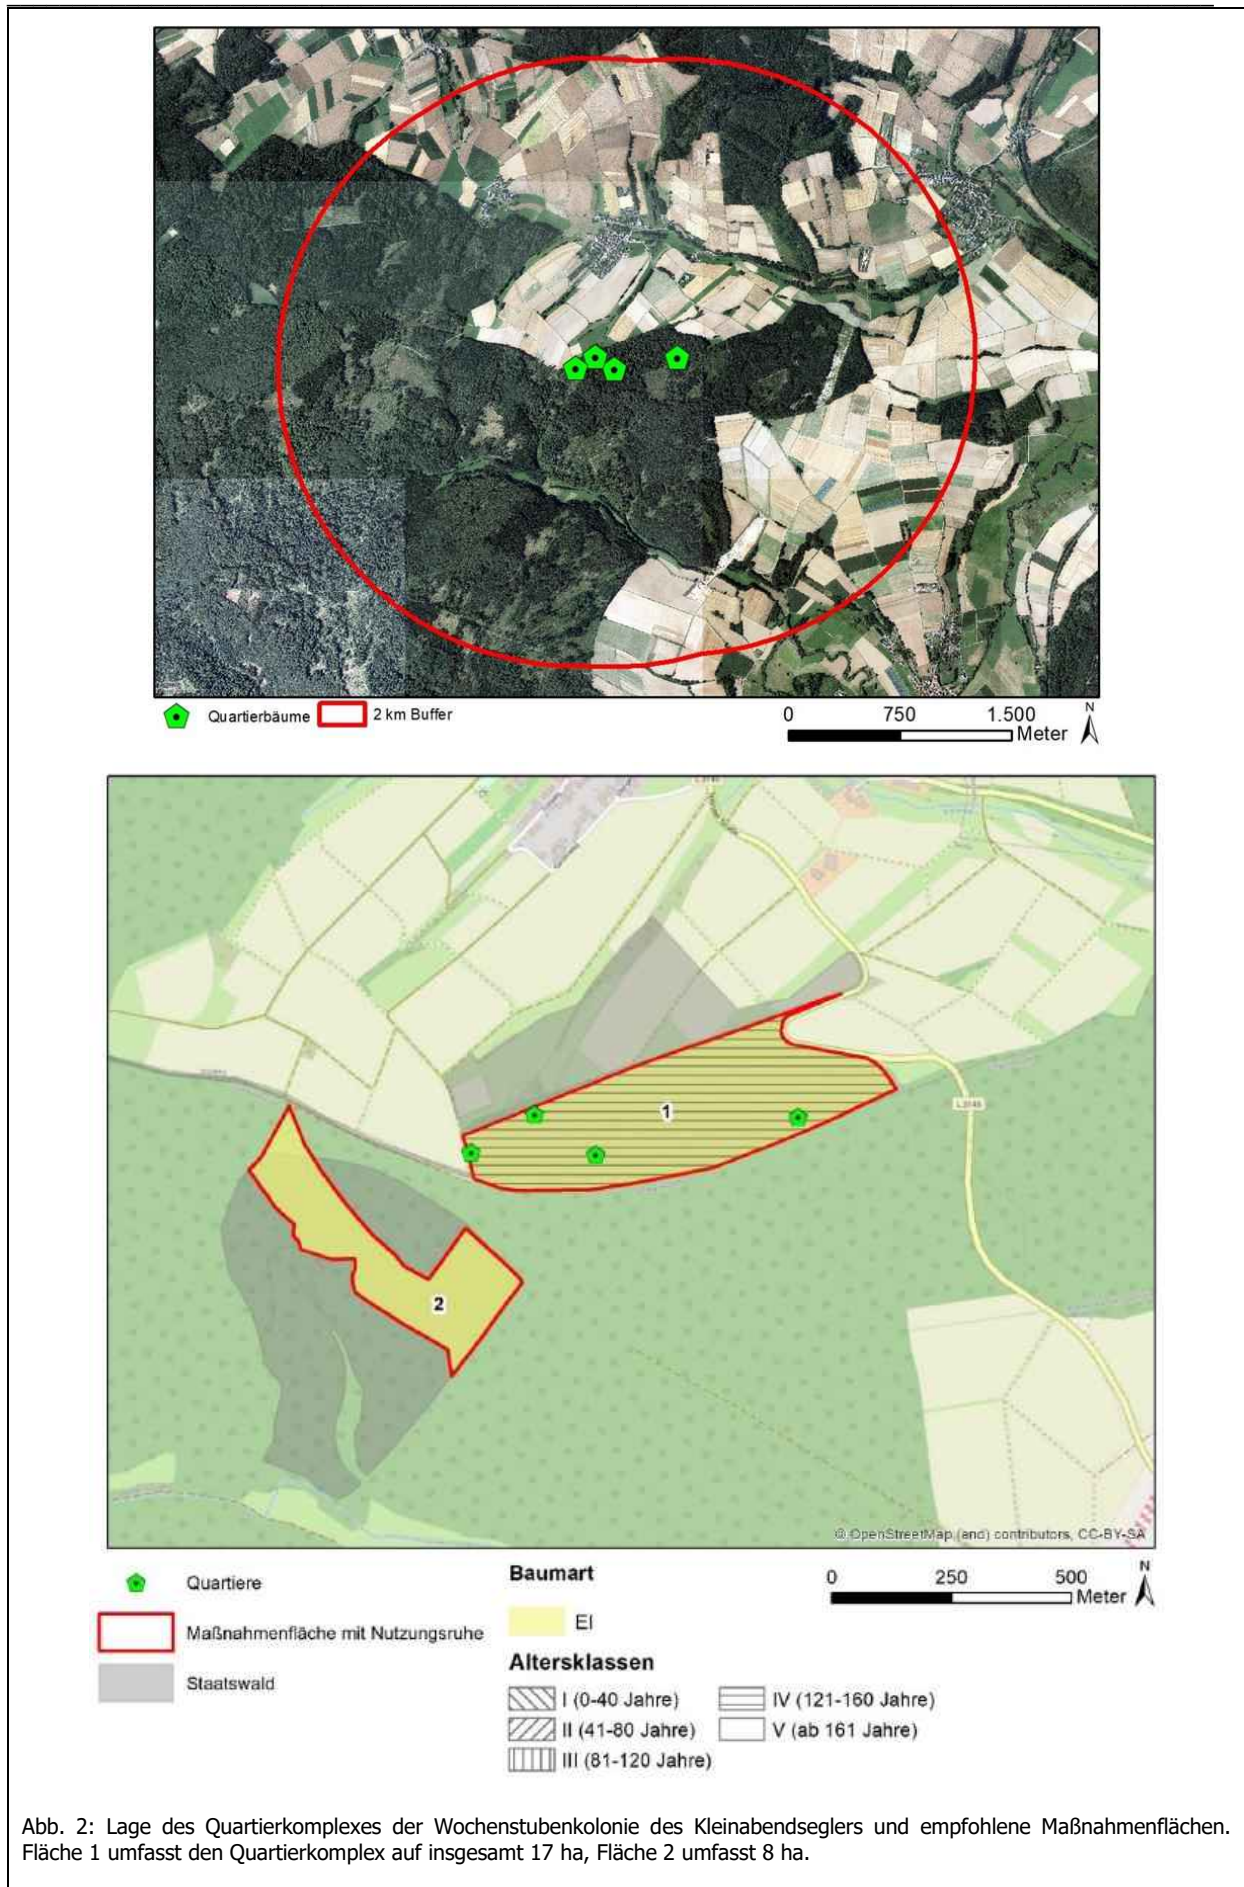 Quartierbäume
2 km Buffer
0 750 1.500
Meter
N
L3145
1
2
© OpenStreetMap (and) contributors, CC-BY-SA
Quartiere
Maßnahmenfläche mit Nutzungsruhe
Staatswald
Baumart
EI
Altersklassen
I (0-40 Jahre)
II (41-80 Jahre)
III (81-120 Jahre)
IV (121-160 Jahre)
V (ab 161 Jahre)
0 250 500
Meter
N
Abb. 2: Lage des Quartierkomplexes der Wochenstubenkolonie des Kleinabendseglers und empfohlene Maßnahmenflächen.
Fläche 1 umfasst den Quartierkomplex auf insgesamt 17 ha, Fläche 2 umfasst 8 ha.